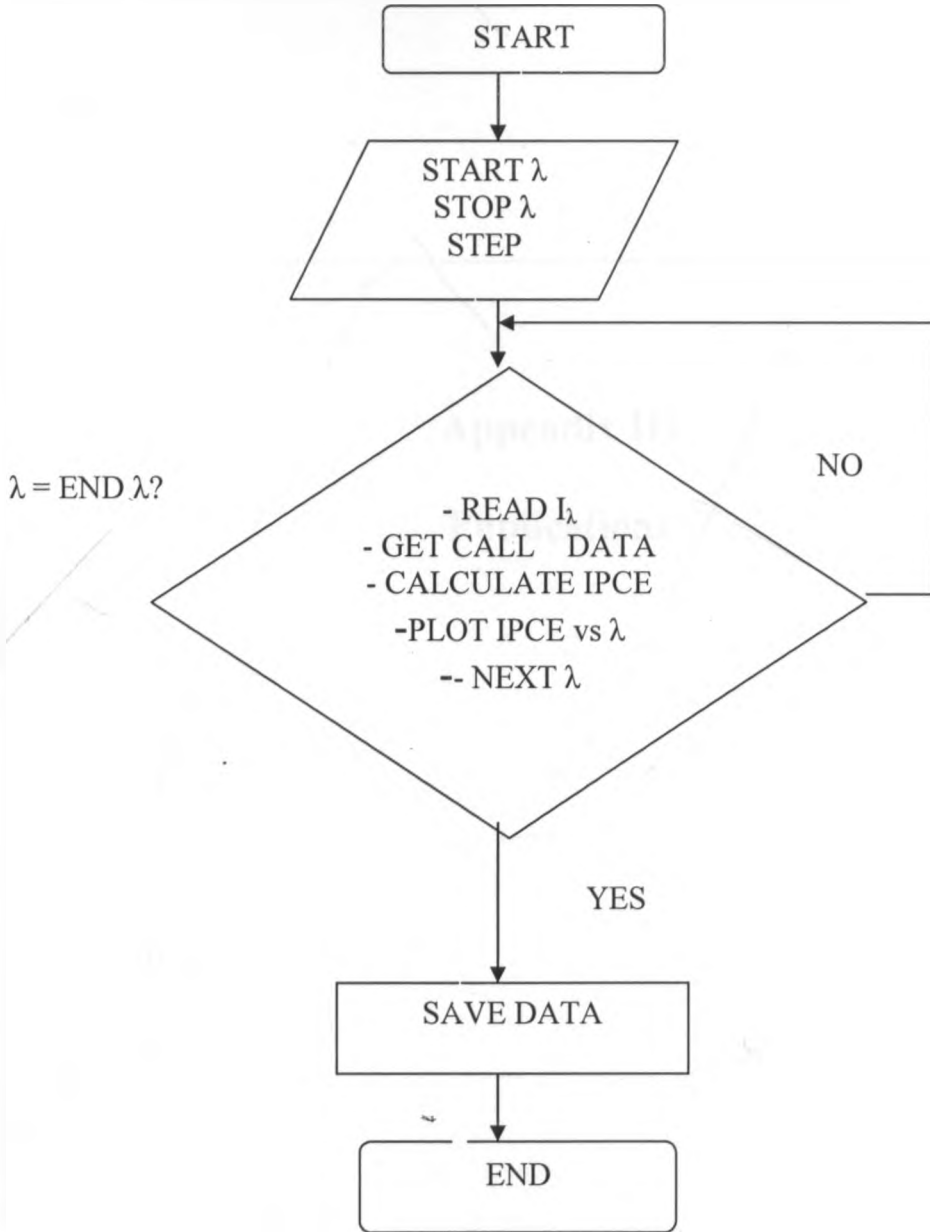 START
START λ
STOP λ
STEP
λ = END λ?
NO
- READ Iλ
- GET CALL DATA
- CALCULATE IPCE
-PLOT IPCE vs λ
-- NEXT λ
YES
SAVE DATA
END